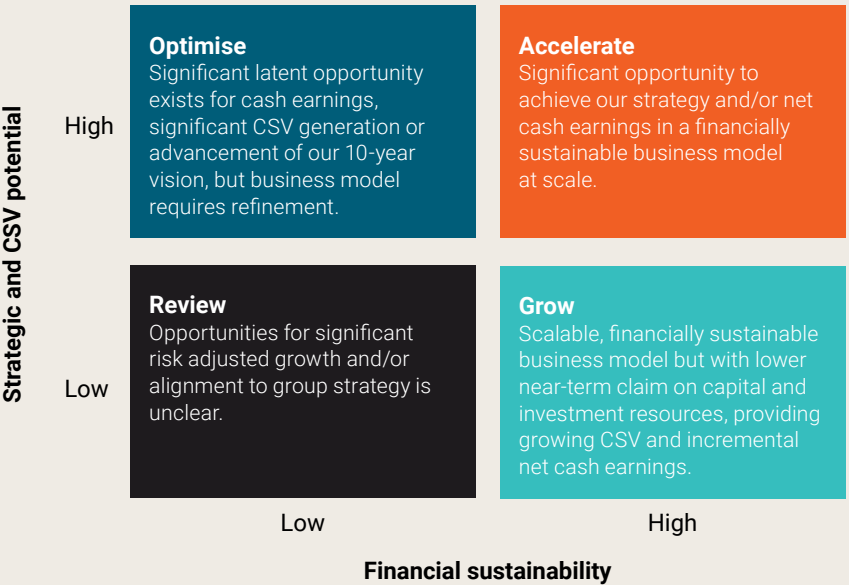 Strategic and CSV potential
High
Optimise
Significant latent opportunity
exists for cash earnings,
significant CSV generation or
advancement of our 10-year
vision, but business model
requires refinement.
Accelerate
Significant opportunity to
achieve our strategy and/or net
cash earnings in a financially
sustainable business model
at scale.
Low
Review
Opportunities for significant
risk adjusted growth and/or
alignment to group strategy is
unclear.
Grow
Scalable, financially sustainable
business model but with lower
near-term claim on capital and
investment resources, providing
growing CSV and incremental
net cash earnings.
Low
High
Financial sustainability